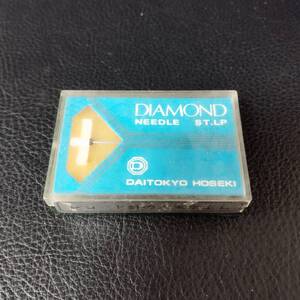 DIAMOND
NEEDLE ST.LP
D
DAITOKYO HOSEKI